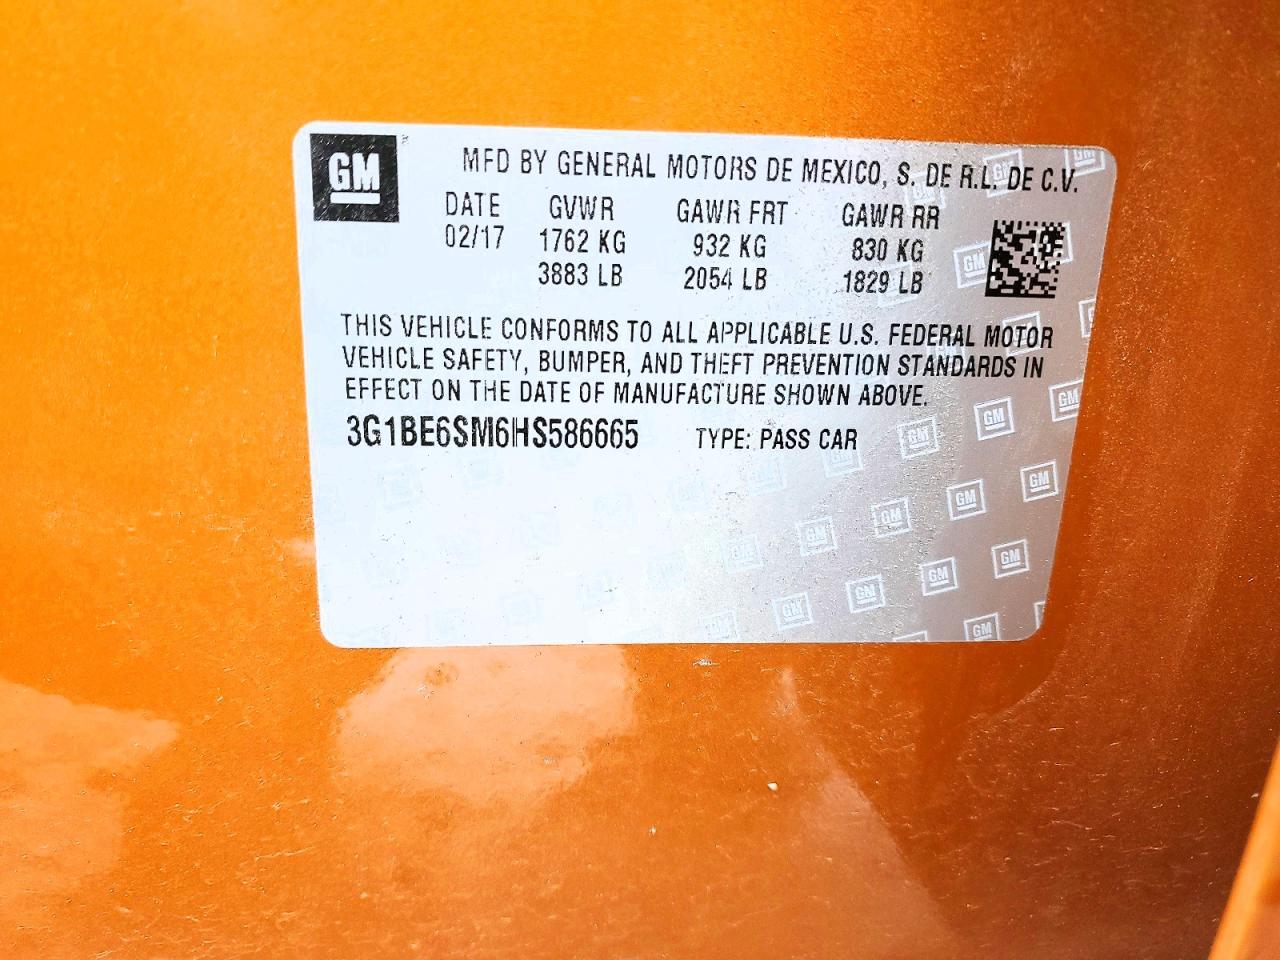 GM
MFD BY GENERAL MOTORS DE MEXICO, S. DE R.L. DE C.V.
DATE GVWR GAWR FRT GAWR RR
02/17 1762 KG 932 KG 830 KG
3883 LB 2054 LB 1829 LB
THIS VEHICLE CONFORMS TO ALL APPLICABLE U.S. FEDERAL MOTOR
VEHICLE SAFETY, BUMPER, AND THEFT PREVENTION STANDARDS IN
EFFECT ON THE DATE OF MANUFACTURE SHOWN ABOVE.
3G1BE6SM6HS586665 TYPE: PASS CAR